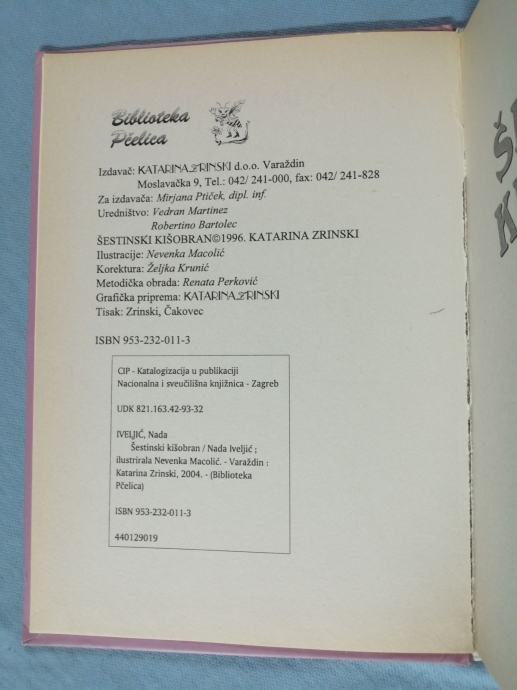 Biblioteka
Pčelica
Izdavač: KATARINA ZRINSKI d.o.o. Varaždin
Moslavačka 9, Tel.: 042/ 241-000, fax: 042/ 241-828
Za izdavača: Mirjana Ptiček, dipl. inf.
Uredništvo: Vedran Martinez
Robertino Bartolec
ŠESTINSKI KIŠOBRAN©1996. KATARINA ZRINSKI
Ilustracije: Nevenka Macolić
Korektura: Željka Krunić
Metodička obrada: Renata Perković
Grafička priprema: KATARINA ZRINSKI
Tisak: Zrinski, Čakovec
ISBN 953-232-011-3
CIP - Katalogizacija u publikaciji
Nacionalna i sveučilišna knjižnica - Zagreb
UDK 821.163.42-93-32
IVELJIĆ, Nada
Šestinski kišobran / Nada Iveljić ;
ilustrirala Nevenka Macolić. - Varaždin :
Katarina Zrinski, 2004. - (Biblioteka
Pčelica)
ISBN 953-232-011-3
440129019